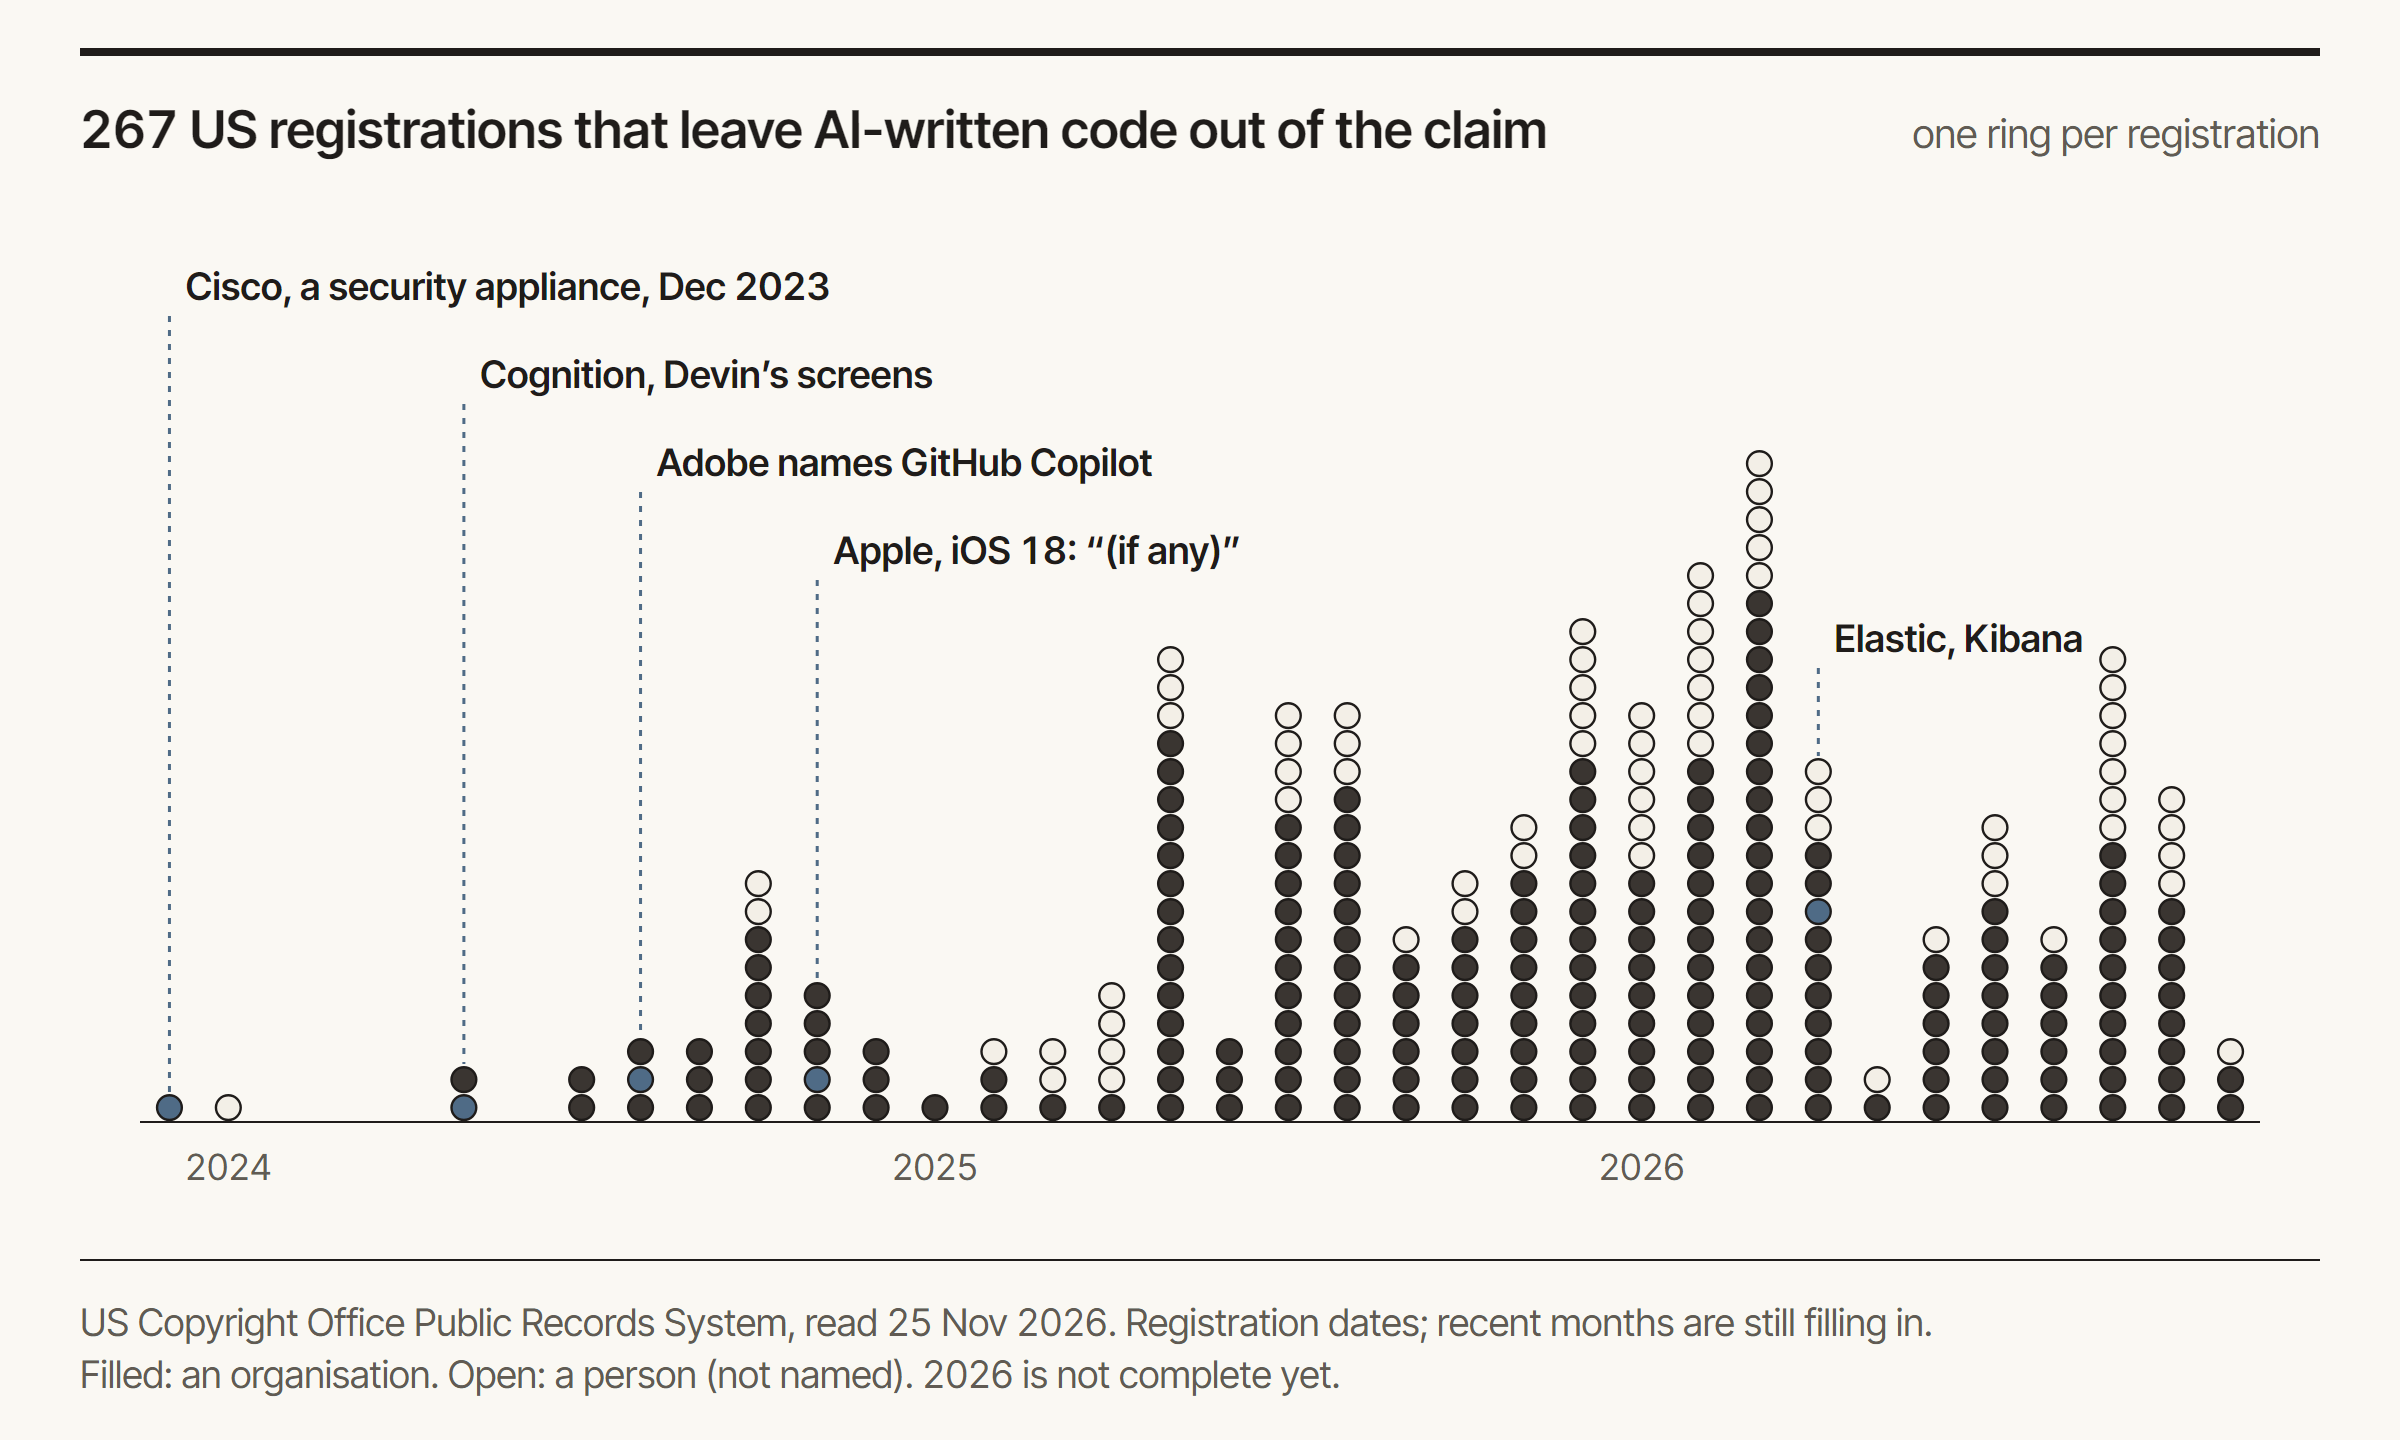 267 US registrations that leave AI-written code out of the claim
one ring per registration
Cisco, a security appliance, Dec 2023
Cognition, Devin’s screens
Adobe names GitHub Copilot
Apple, iOS 18: “(if any)”
Elastic, Kibana
2024
2025
2026
US Copyright Office Public Records System, read 25 Nov 2026. Registration dates; recent months are still filling in.
Filled: an organisation. Open: a person (not named). 2026 is not complete yet.